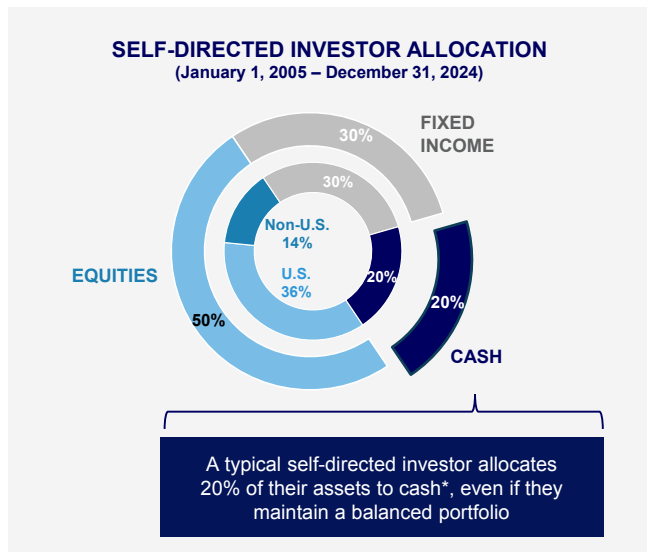 SELF-DIRECTED INVESTOR ALLOCATION
(January 1, 2005 – December 31, 2024)
FIXED
INCOME
30%
30%
Non-U.S.
14%
EQUITIES
U.S.
36%
20%
20%
50%
CASH
A typical self-directed investor allocates
20% of their assets to cash*, even if they
maintain a balanced portfolio